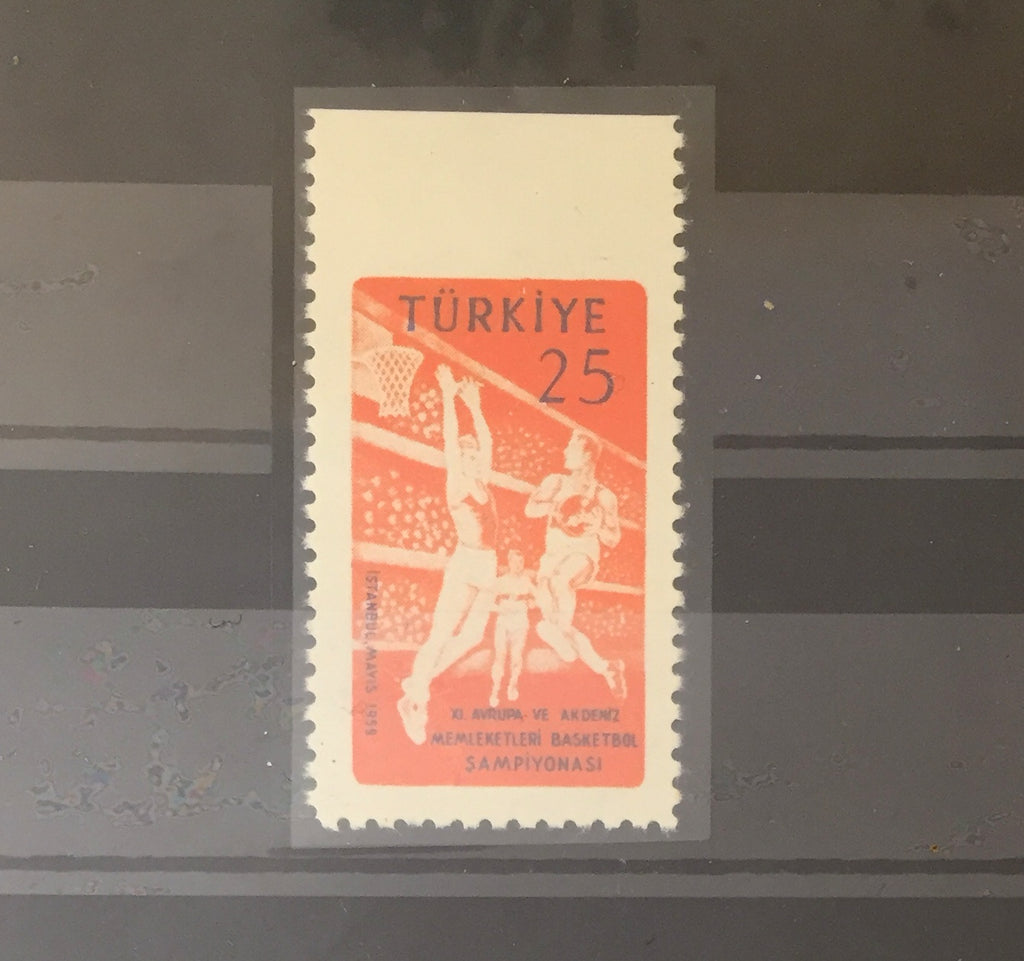 TÜRKİYE
25
İSTANBUL, MAYIS 1959
XI. AVRUPA VE AKDENİZ
MEMLEKETLERİ BASKETBOL
ŞAMPİYONASI